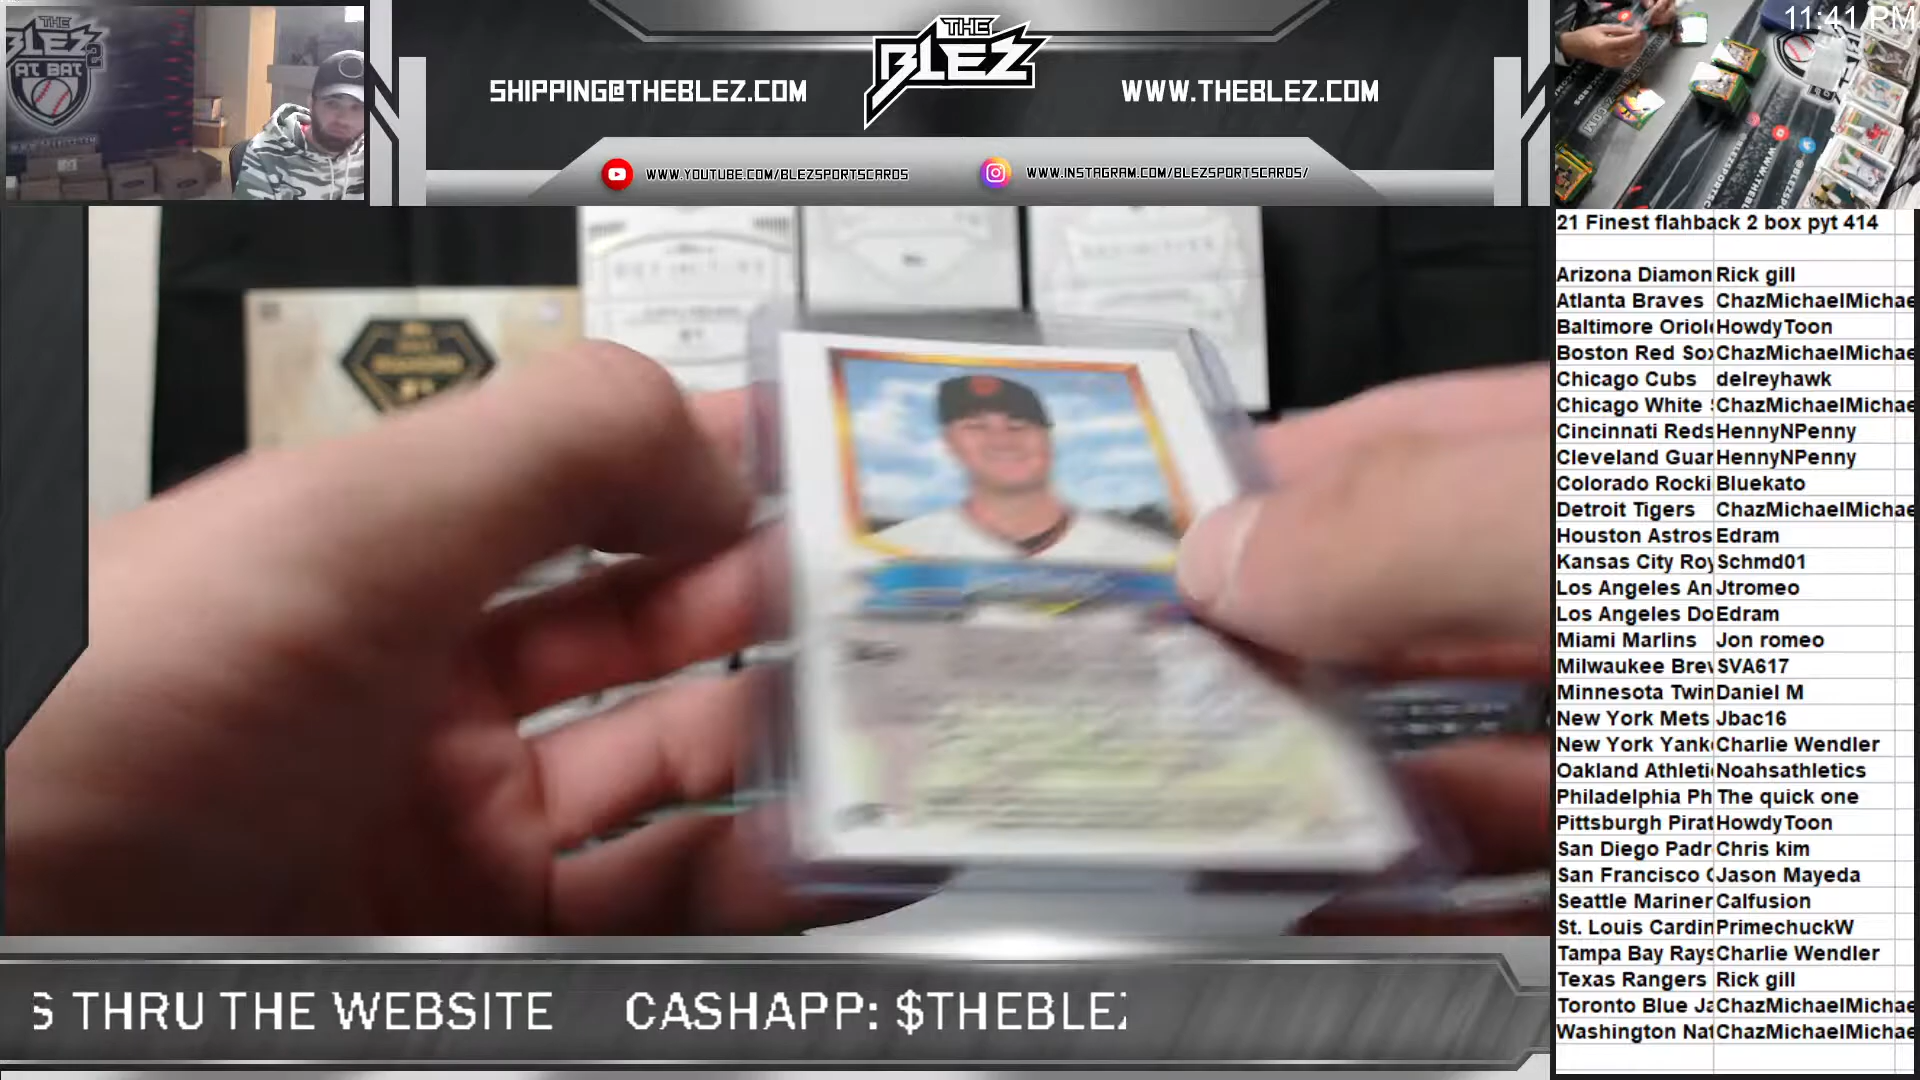 THE
BLEZ
AT BAT
SHIPPING@THEBLEZ.COM
THE
BLEZ
WWW.THEBLEZ.COM
WWW.YOUTUBE.COM/BLEZSPORTSCARDS
WWW.INSTAGRAM.COM/BLEZSPORTSCARDS/
11:41 PM
21 Finest flahback 2 box pyt 414
Arizona Diamon Rick gill
Atlanta Braves ChazMichaelMichae
Baltimore Oriol HowdyToon
Boston Red So ChazMichaelMichae
Chicago Cubs delreyhawk
Chicago White ChazMichaelMichae
Cincinnati Reds HennyNPenny
Cleveland Guar HennyNPenny
Colorado Rocki Bluekato
Detroit Tigers ChazMichaelMichae
Houston Astros Edram
Kansas City Roy Schmd01
Los Angeles An Jtromeo
Los Angeles Do Edram
Miami Marlins Jon romeo
Milwaukee Brew SVA617
Minnesota Twin Daniel M
New York Mets Jbac16
New York Yank Charlie Wendler
Oakland Athleti Noahsathletics
Philadelphia Ph The quick one
Pittsburgh Pirat HowdyToon
San Diego Padr Chris kim
San Francisco G Jason Mayeda
Seattle Mariner Calfusion
St. Louis Cardin PrimechuckW
Tampa Bay Rays Charlie Wendler
Texas Rangers Rick gill
Toronto Blue Ja ChazMichaelMichae
Washington Nat ChazMichaelMichae
S THRU THE WEBSITE CASHAPP: $THEBLEZ